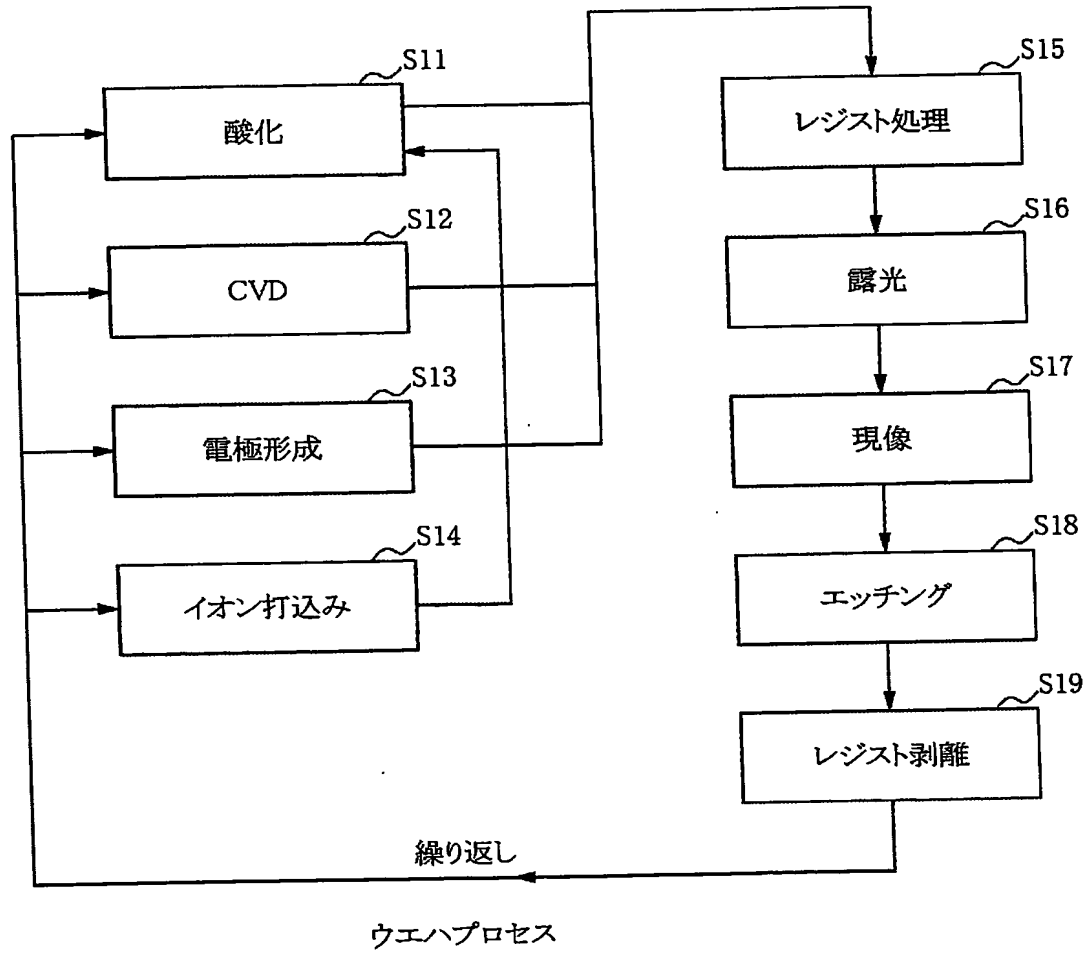 S11
酸化
S12
CVD
S13
電極形成
S14
イオン打込み
S15
レジスト処理
S16
露光
S17
現像
S18
エッチング
S19
レジスト剥離
繰り返し
ウエハプロセス